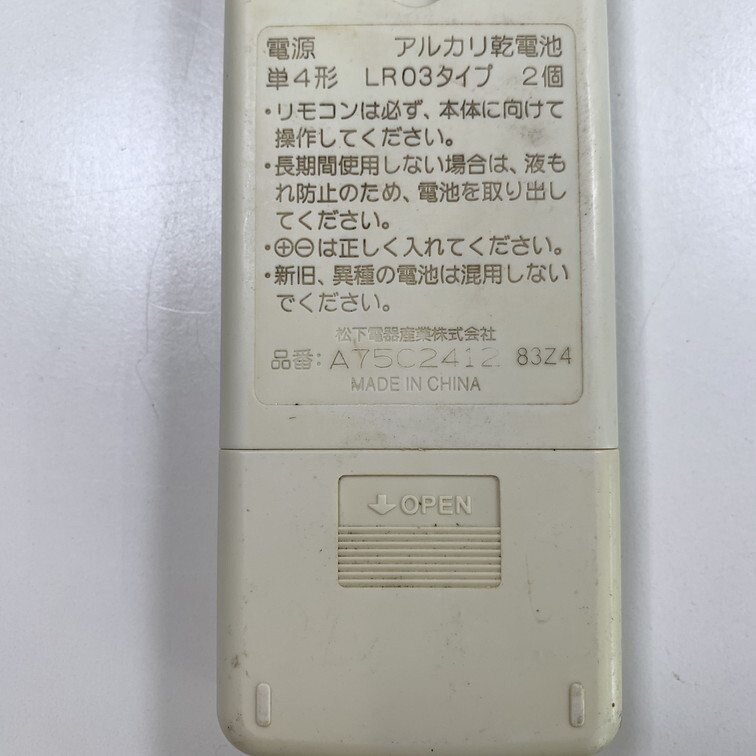 電源 アルカリ乾電池
単4形 LR03タイプ 2個
・リモコンは必ず、本体に向けて
操作してください。
・長期間使用しない場合は、液も
れ防止のため、電池を取り出し
てください。
・⊕⊖は正しく入れてください。
・新旧、異種の電池は混用しない
でください。
松下電器産業株式会社
品番: A75C2412 83Z4
MADE IN CHINA
OPEN